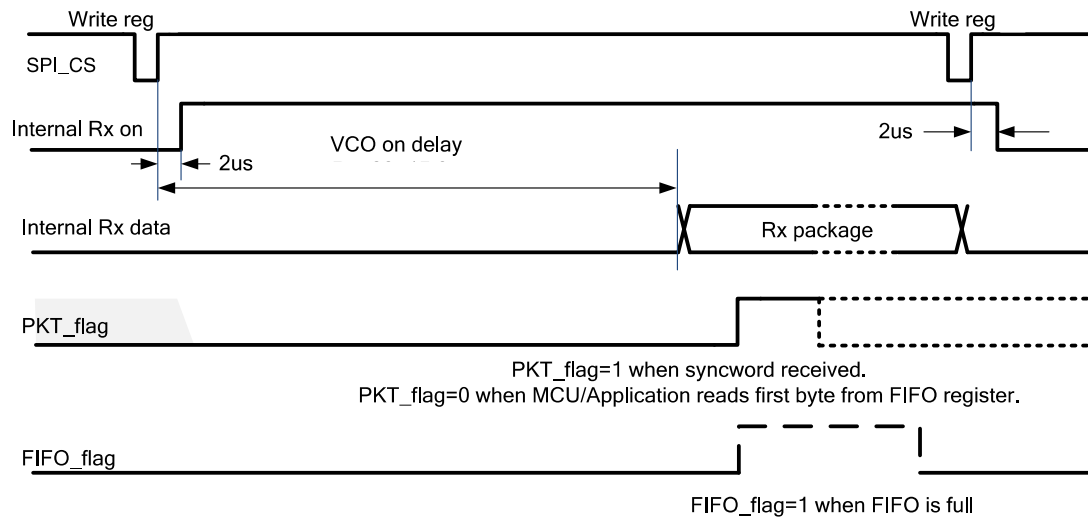 Write reg
Write reg
SPI_CS
Internal Rx on
2us
VCO on delay
2us
Internal Rx data
Rx package
PKT_flag
PKT_flag=1 when syncword received.
PKT_flag=0 when MCU/Application reads first byte from FIFO register.
FIFO_flag
FIFO_flag=1 when FIFO is full